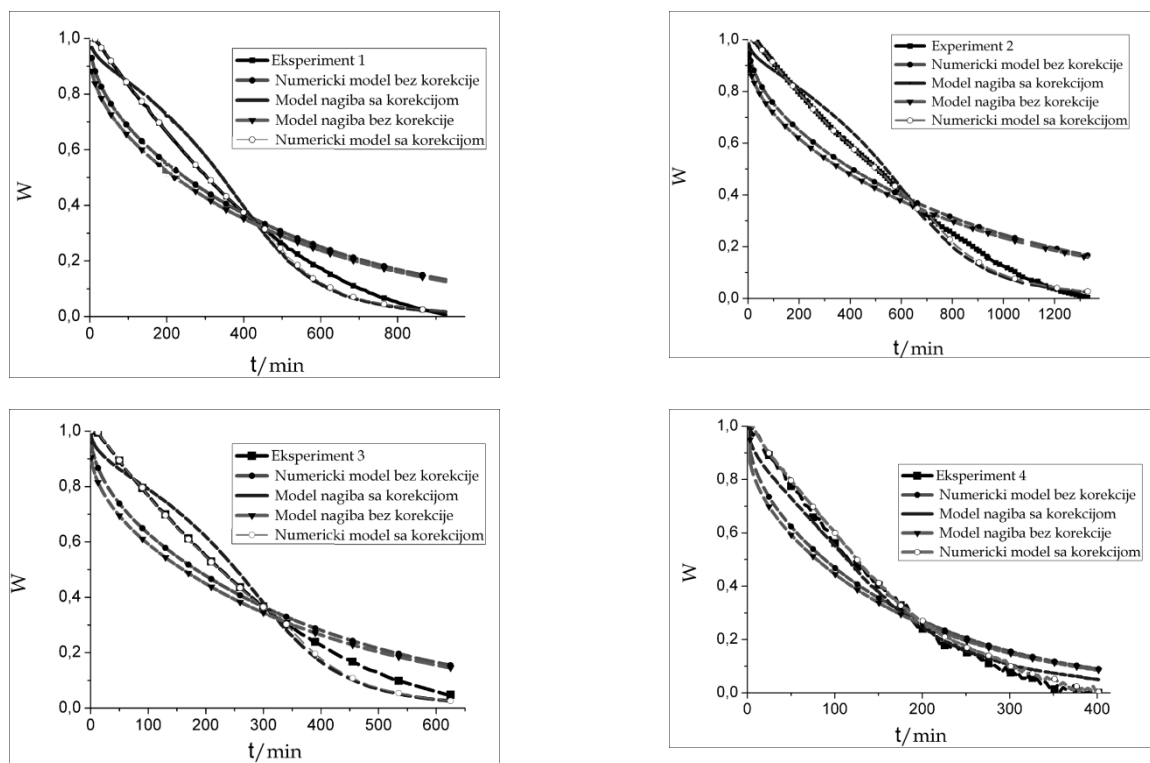 1,0
0,8
0,6
0,4
0,2
0,0
W
Eksperiment 1
Numericki model bez korekcije
Model nagiba sa korekcijom
Model nagiba bez korekcije
Numericki model sa korekcijom
0 200 400 600 800
t/min
1,0
0,8
0,6
0,4
0,2
0,0
W
Experiment 2
Numericki model bez korekcije
Model nagiba sa korekcijom
Model nagiba bez korekcije
Numericki model sa korekcijom
0 200 400 600 800 1000 1200
t/min
1,0
0,8
0,6
0,4
0,2
0,0
W
Eksperiment 3
Numericki model bez korekcije
Model nagiba sa korekcijom
Model nagiba bez korekcije
Numericki model sa korekcijom
0 100 200 300 400 500 600
t/min
1,0
0,8
0,6
0,4
0,2
0,0
W
Eksperiment 4
Numericki model bez korekcije
Model nagiba sa korekcijom
Model nagiba bez korekcije
Numericki model sa korekcijom
0 100 200 300 400
t/min